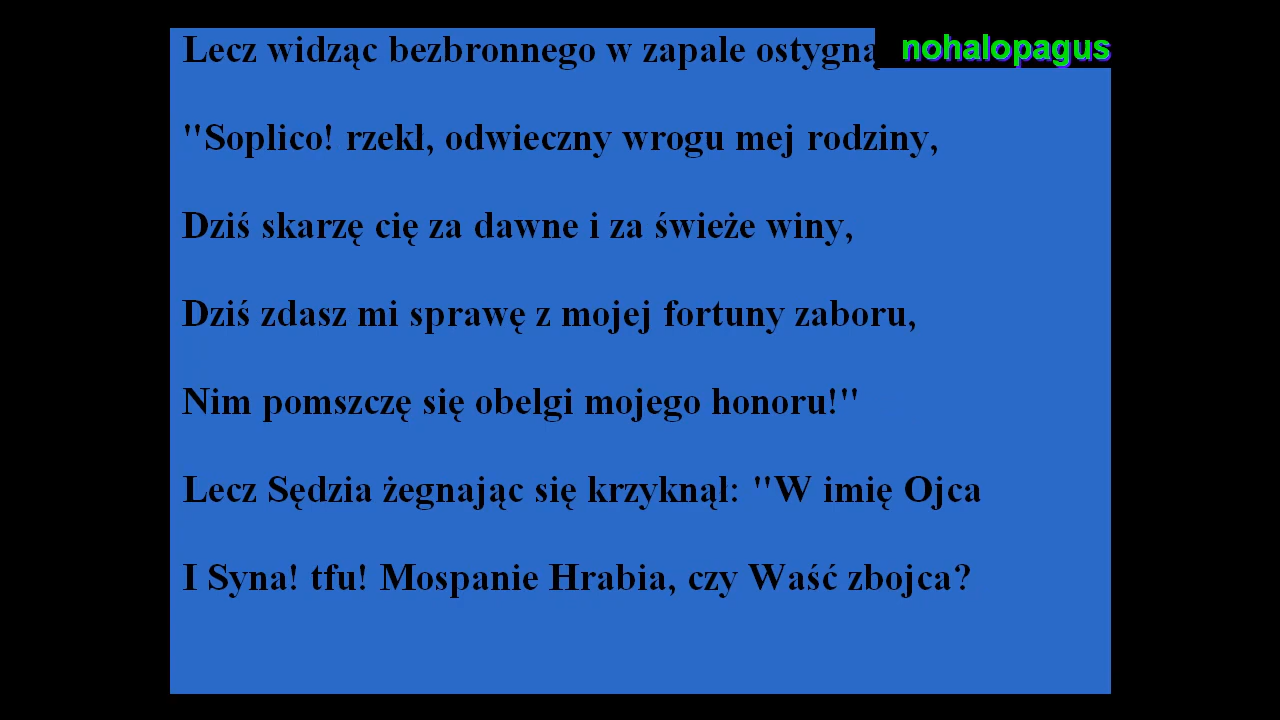 Lecz widząc bezbronnego w zapale
nohalopagus
"Soplico! rzekł, odwieczny wrogu mej rodziny,
Dziś skarzę cię za dawne i za świeże winy,
Dziś zdasz mi sprawę z mojej fortuny zaboru,
Nim pomszczę się obelgi mojego honoru!"
Lecz Sędzia żegnając się krzyknął: "W imię Ojca
I Syna! tfu! Mospanie Hrabia, czy Waść zbojca?